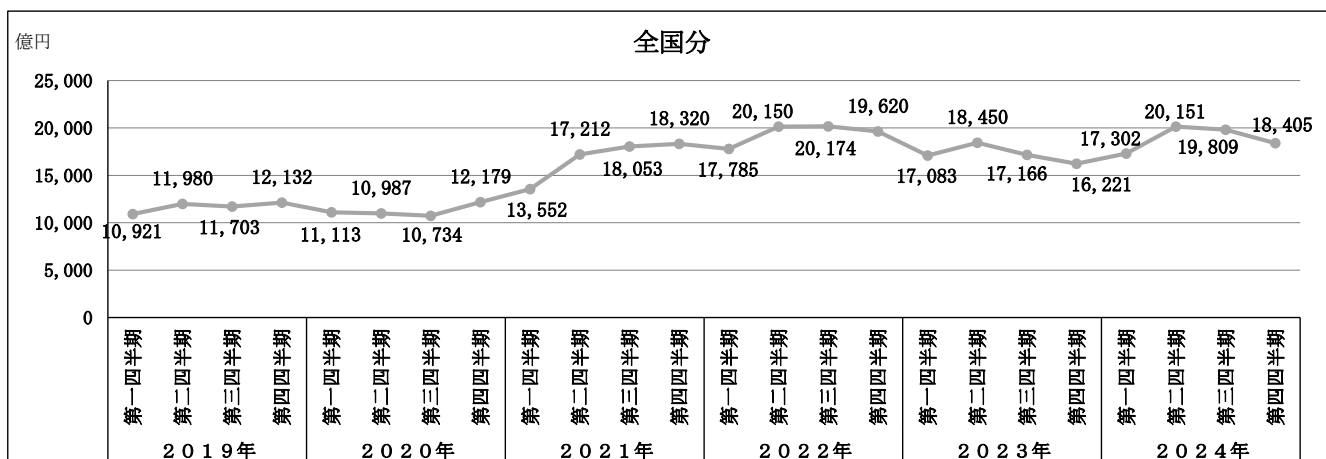 全国分
億円
25,000
20,000
15,000
10,000
5,000
0
10,921
11,980
11,703
12,132
11,113
10,987
10,734
12,179
13,552
17,212
18,053
18,320
17,785
20,150
20,174
19,620
17,083
18,450
17,166
16,221
17,302
20,151
19,809
18,405
第一四半期
第二四半期
第三四半期
第四四半期
第一四半期
第二四半期
第三四半期
第四四半期
第一四半期
第二四半期
第三四半期
第四四半期
第一四半期
第二四半期
第三四半期
第四四半期
第一四半期
第二四半期
第三四半期
第四四半期
第一四半期
第二四半期
第三四半期
第四四半期
２０１９年
２０２０年
２０２１年
２０２２年
２０２３年
２０２４年